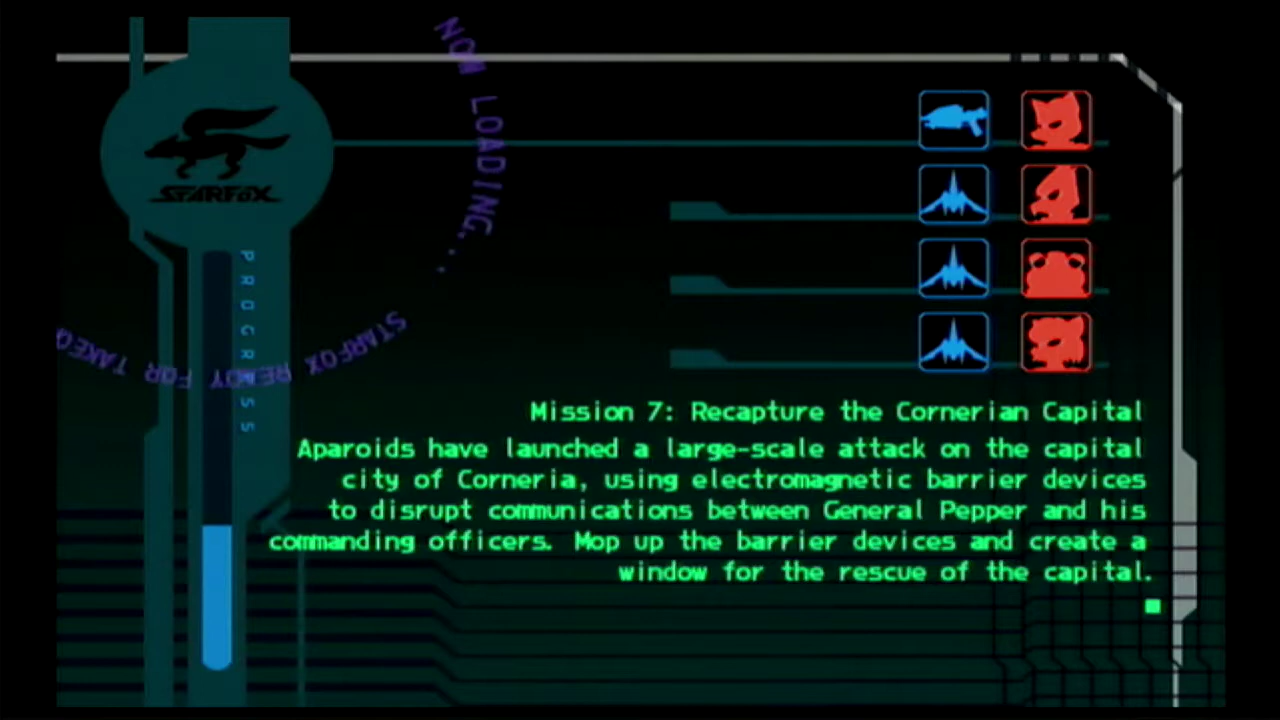 NOW LOADING...
STARFOX
PROGRESS
STARFOX READY FOR TAKEO
Mission 7: Recapture the Cornerian Capital
Aparoids have launched a large-scale attack on the capital
city of Corneria, using electromagnetic barrier devices
to disrupt communications between General Pepper and his
commanding officers. Mop up the barrier devices and create a
window for the rescue of the capital.